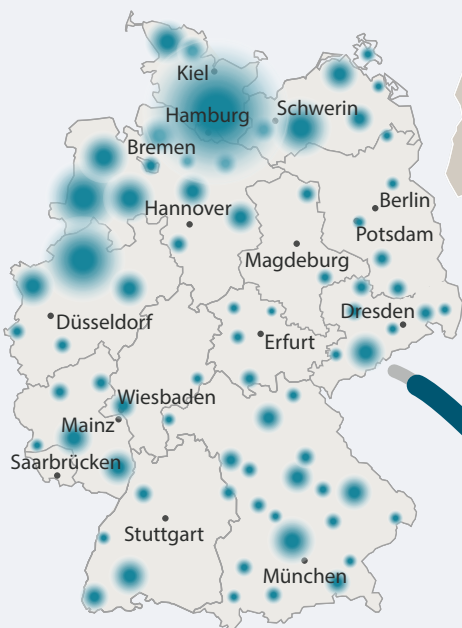 Kiel
Hamburg
Schwerin
Bremen
Berlin
Hannover
Potsdam
Magdeburg
Düsseldorf
Dresden
Erfurt
Wiesbaden
Mainz
Saarbrücken
Stuttgart
München